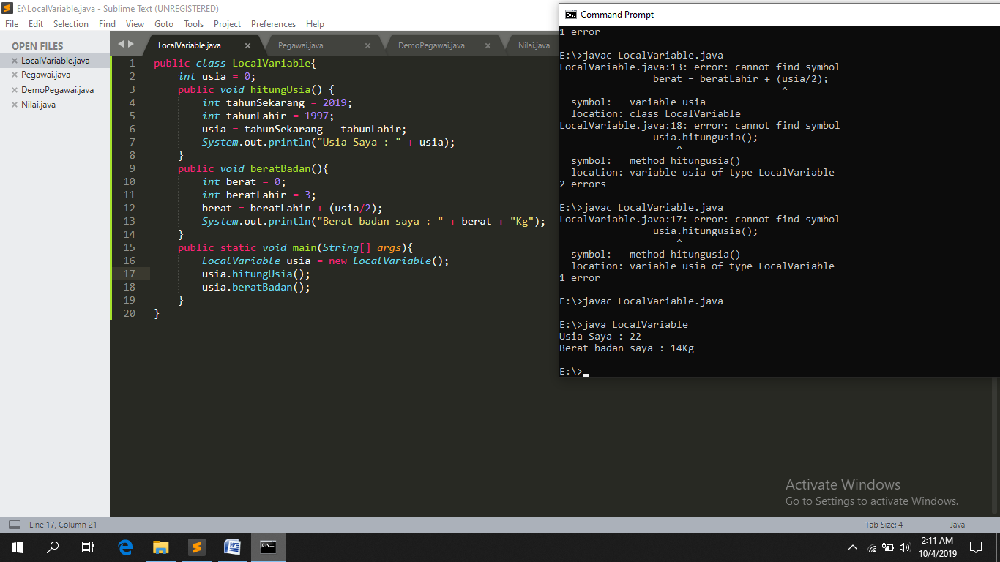 E:\LocalVariable.java - Sublime Text (UNREGISTERED)
File Edit Selection Find View Goto Tools Project Preferences Help
OPEN FILES
LocalVariable.java
Pegawai.java
DemoPegawai.java
Nilai.java
LocalVariable.java Pegawai.java DemoPegawai.java Nilai.java
1 public class LocalVariable{
2 int usia = 0;
3 public void hitungUsia() {
4 int tahunSekarang = 2019;
5 int tahunLahir = 1997;
6 usia = tahunSekarang - tahunLahir;
7 System.out.println("Usia Saya : " + usia);
8 }
9 public void beratBadan(){
10 int berat = 0;
11 int beratLahir = 3;
12 berat = beratLahir + (usia/2);
13 System.out.println("Berat badan saya : " + berat + "Kg");
14 }
15 public static void main(String[] args){
16 LocalVariable usia = new LocalVariable();
17 usia.hitungUsia();
18 usia.beratBadan();
19 }
20 }
Command Prompt
1 error
E:\>javac LocalVariable.java
LocalVariable.java:13: error: cannot find symbol
berat = beratLahir + (usia/2);
^
symbol: variable usia
location: class LocalVariable
LocalVariable.java:18: error: cannot find symbol
usia.hitungusia();
^
symbol: method hitungusia()
location: variable usia of type LocalVariable
2 errors
E:\>javac LocalVariable.java
LocalVariable.java:17: error: cannot find symbol
usia.hitungusia();
^
symbol: method hitungusia()
location: variable usia of type LocalVariable
1 error
E:\>javac LocalVariable.java
E:\>java LocalVariable
Usia Saya : 22
Berat badan saya : 14Kg
E:\>
Activate Windows
Go to Settings to activate Windows.
Line 17, Column 21 Tab Size: 4 Java
2:11 AM
10/4/2019